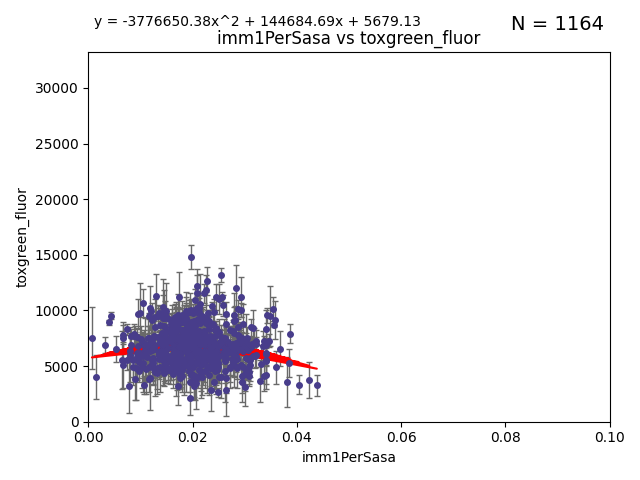 y = -3776650.38x^2 + 144684.69x + 5679.13
N = 1164
imm1PerSasa vs toxgreen_fluor
30000
25000
20000
15000
10000
5000
0
toxgreen_fluor
0.00 0.02 0.04 0.06 0.08 0.10
imm1PerSasa